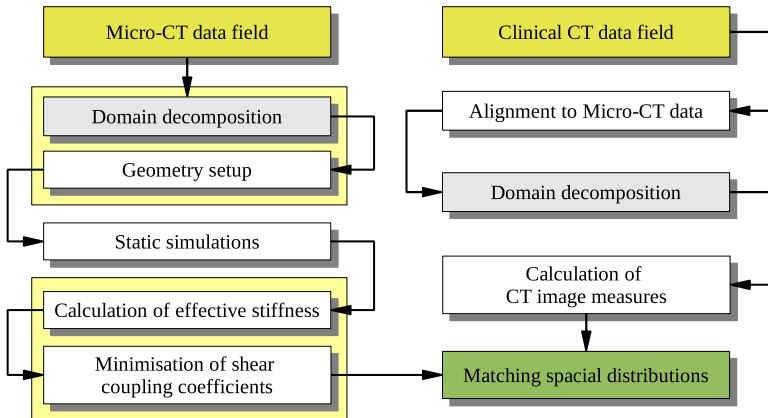 Micro-CT data field
Domain decomposition
Geometry setup
Static simulations
Calculation of effective stiffness
Minimisation of shear
coupling coefficients
Clinical CT data field
Alignment to Micro-CT data
Domain decomposition
Calculation of
CT image measures
Matching spacial distributions